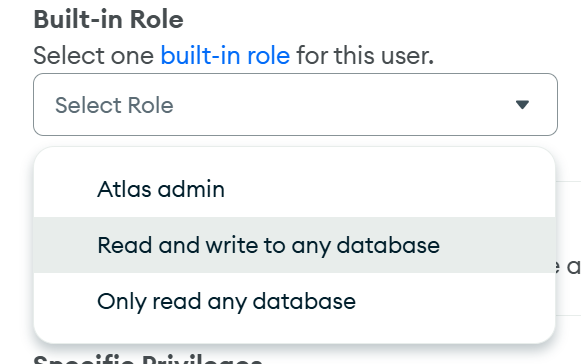 Built-in Role
Select one built-in role for this user.
Select Role
Atlas admin
Read and write to any database
Only read any database
Specific Privileges